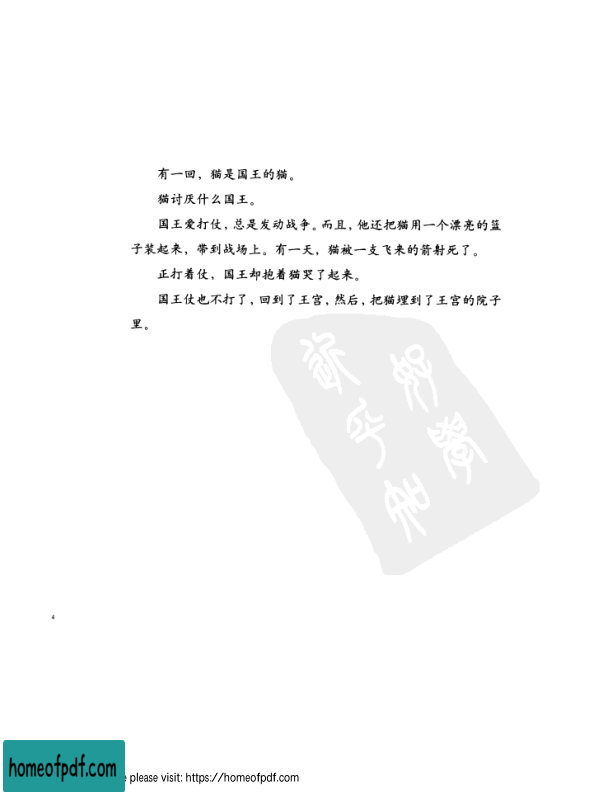 有一回，猫是国王的猫。
猫讨厌什么国王。
国王爱打仗，总是发动战争。而且，他还把猫用一个漂亮的篮
子装起来，带到战场上。有一天，猫被一支飞来的箭射死了。
正打着仗，国王却抱着猫哭了起来。
国王仗也不打了，回到了王宫，然后，把猫埋到了王宫的院子
里。
好学
近乎知
4
homeofpdf.com
e please visit: https://homeofpdf.com